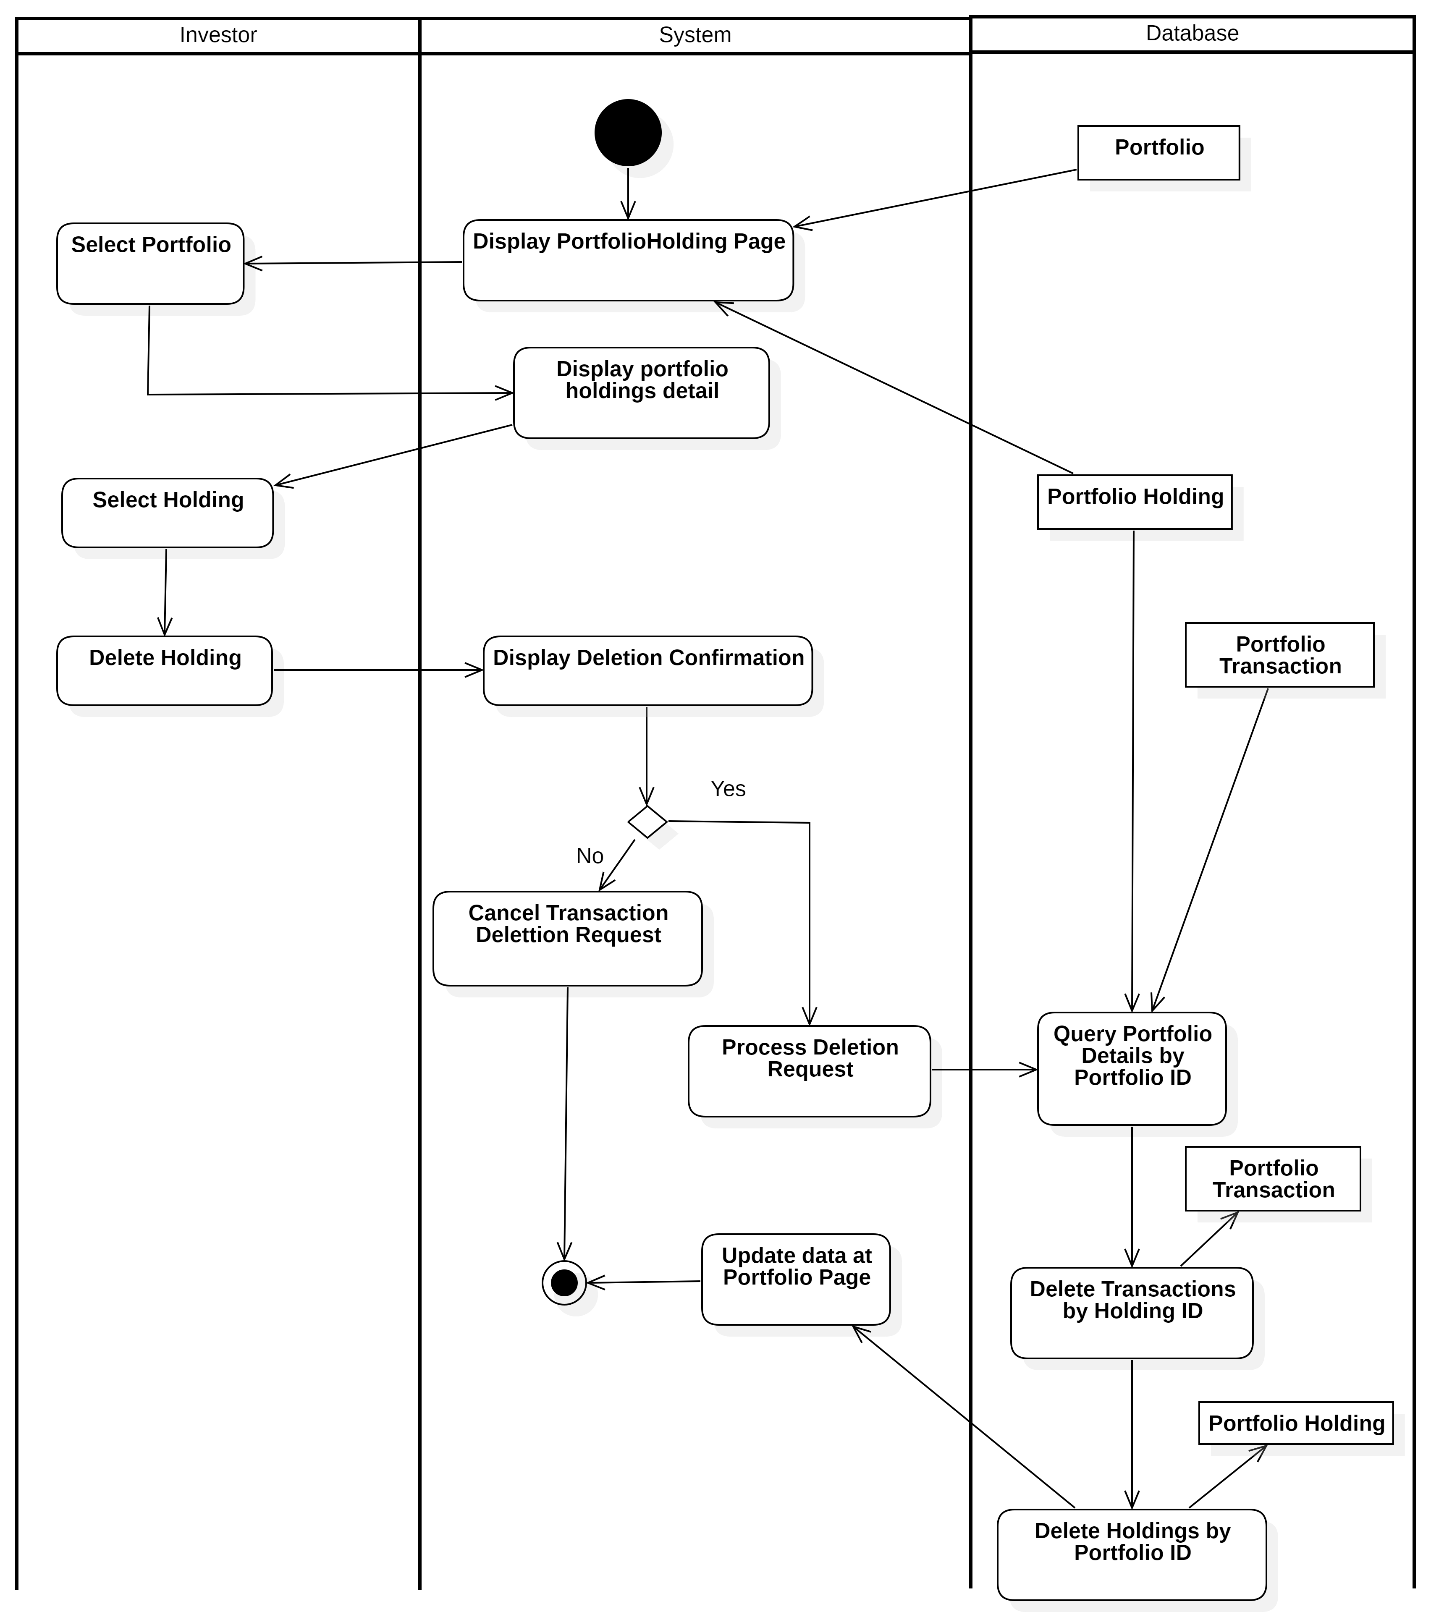 Investor
System
Database
Portfolio
Select Portfolio
Display PortfolioHolding Page
Display portfolio
holdings detail
Select Holding
Portfolio Holding
Delete Holding
Display Deletion Confirmation
Portfolio
Transaction
Yes
No
Cancel Transaction
Delettion Request
Process Deletion
Request
Query Portfolio
Details by
Portfolio ID
Portfolio
Transaction
Update data at
Portfolio Page
Delete Transactions
by Holding ID
Portfolio Holding
Delete Holdings by
Portfolio ID